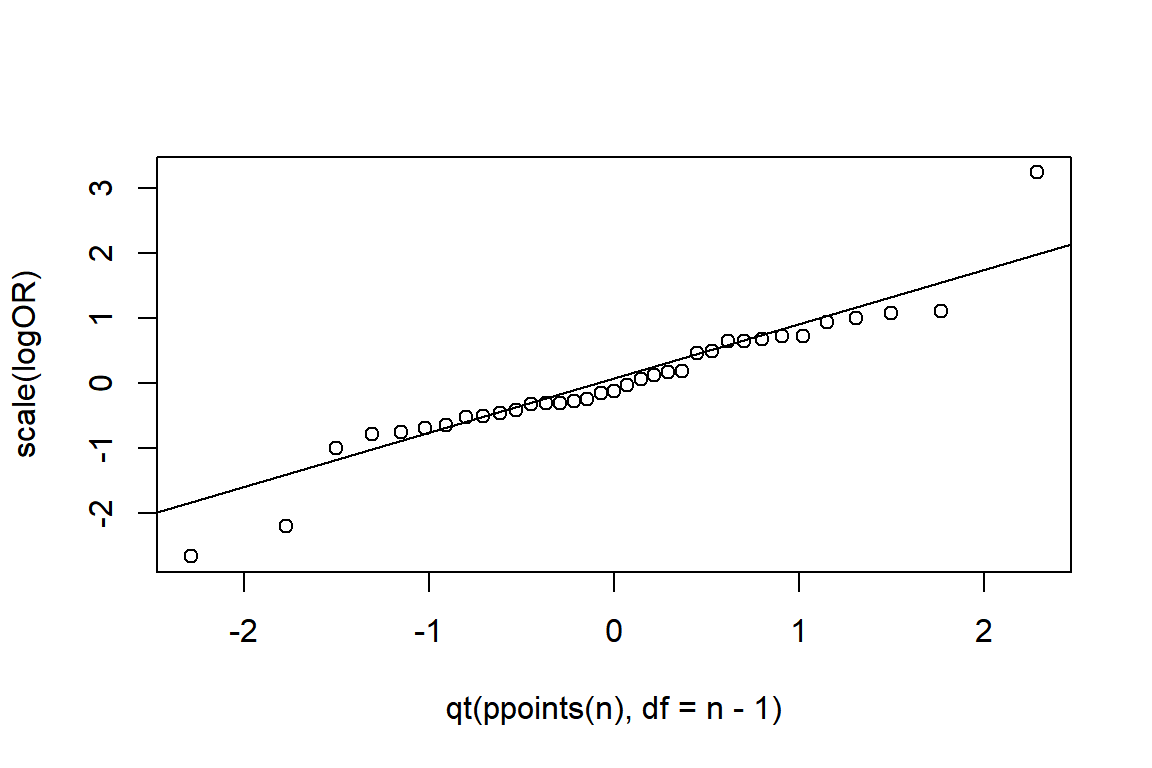 scale(logOR)
3
2
1
0
-1
-2
-2 -1 0 1 2
qt(ppoints(n), df = n - 1)